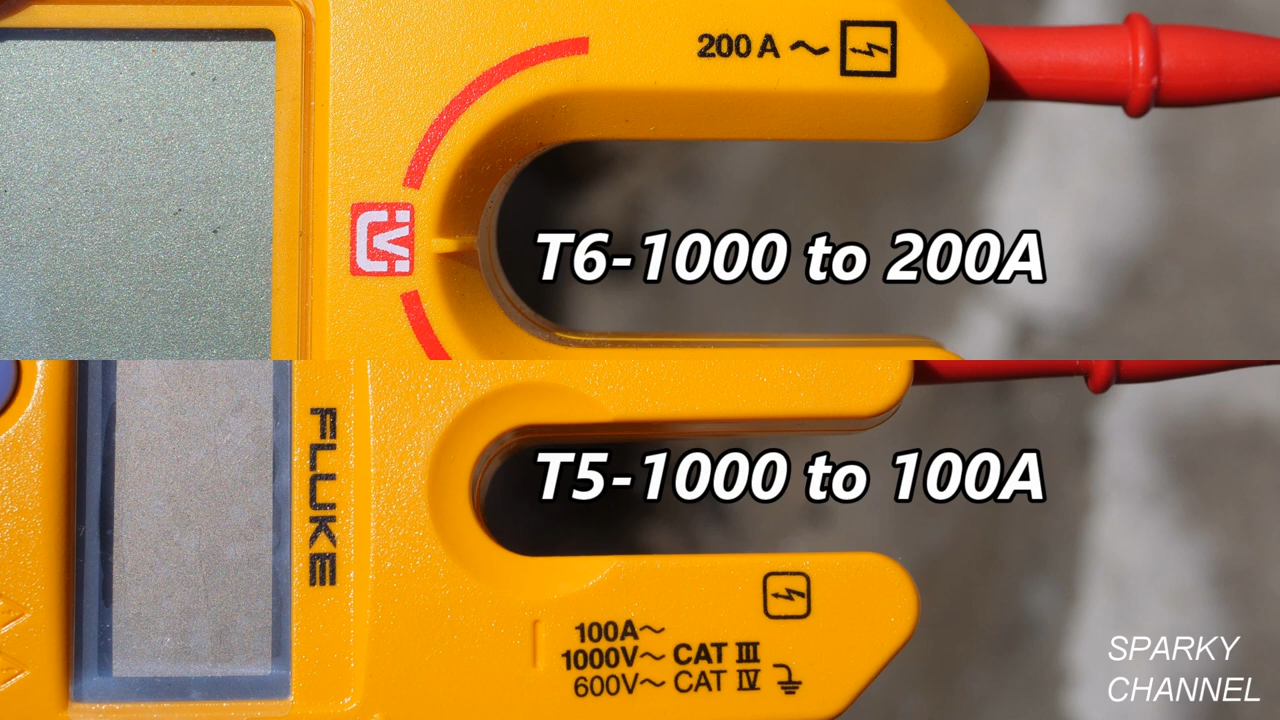 200 A ~
V
T6-1000 to 200A
FLUKE
T5-1000 to 100A
100A~
1000V~ CAT III
600V~ CAT IV
SPARKY
CHANNEL